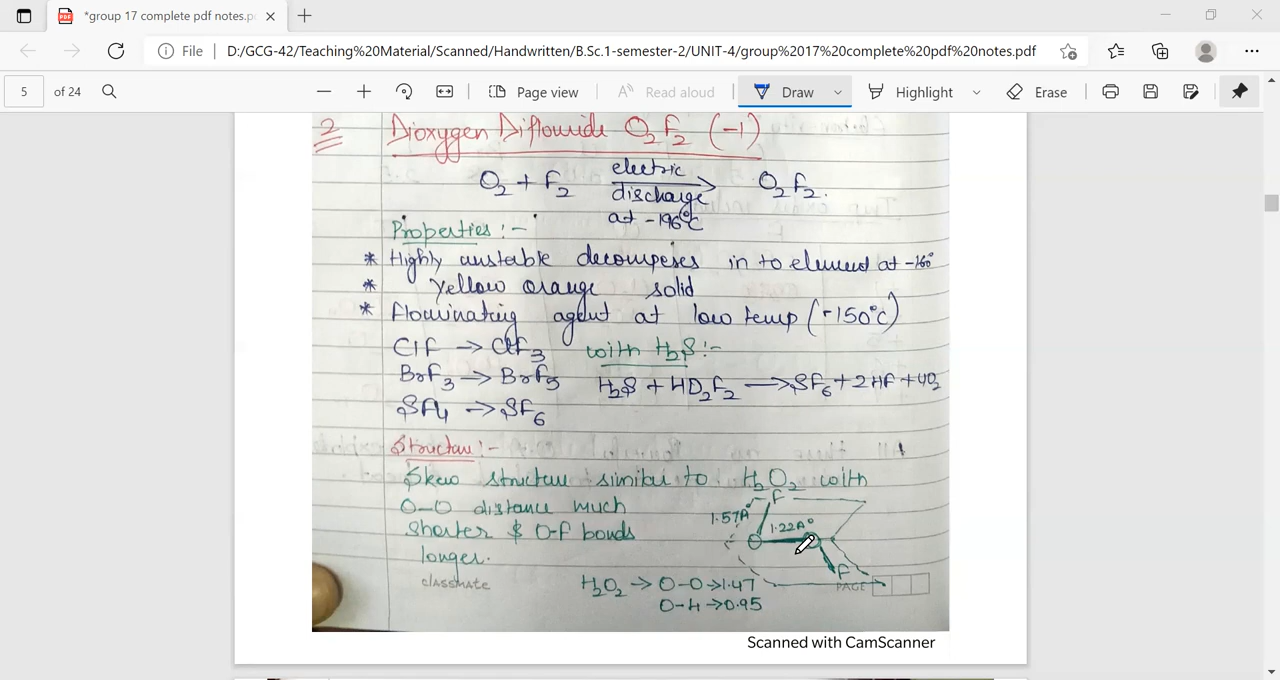 *group 17 complete pdf notes.p
File D:/GCG-42/Teaching%20Material/Scanned/Handwritten/B.Sc.1-semester-2/UNIT-4/group%2017%20complete%20pdf%20notes.pdf
5 of 24 Page view Read aloud Draw Highlight Erase
2 Dioxygen Diflouride O2F2 (-1)
O2 + F2 electric discharge at -196°C O2F2.
Properties :-
* Highly unstable decomposes in to element at -160°
* Yellow orange solid
* Flourinating agent at low temp (-150°C)
ClF → ClF3 with H2S :-
BrF3 → BrF5 H2S + 4O2F2 → SF6 + 2HF + 4O2
SF4 → SF6
Structure :-
Skew structure similar to H2O2 with
O-O distance much
shorter & O-F bonds
longer.
F
1.57A°
1.22A°
F
classmate
H2O2 → O-O → 1.47
O-H → 0.95
PAGE
Scanned with CamScanner